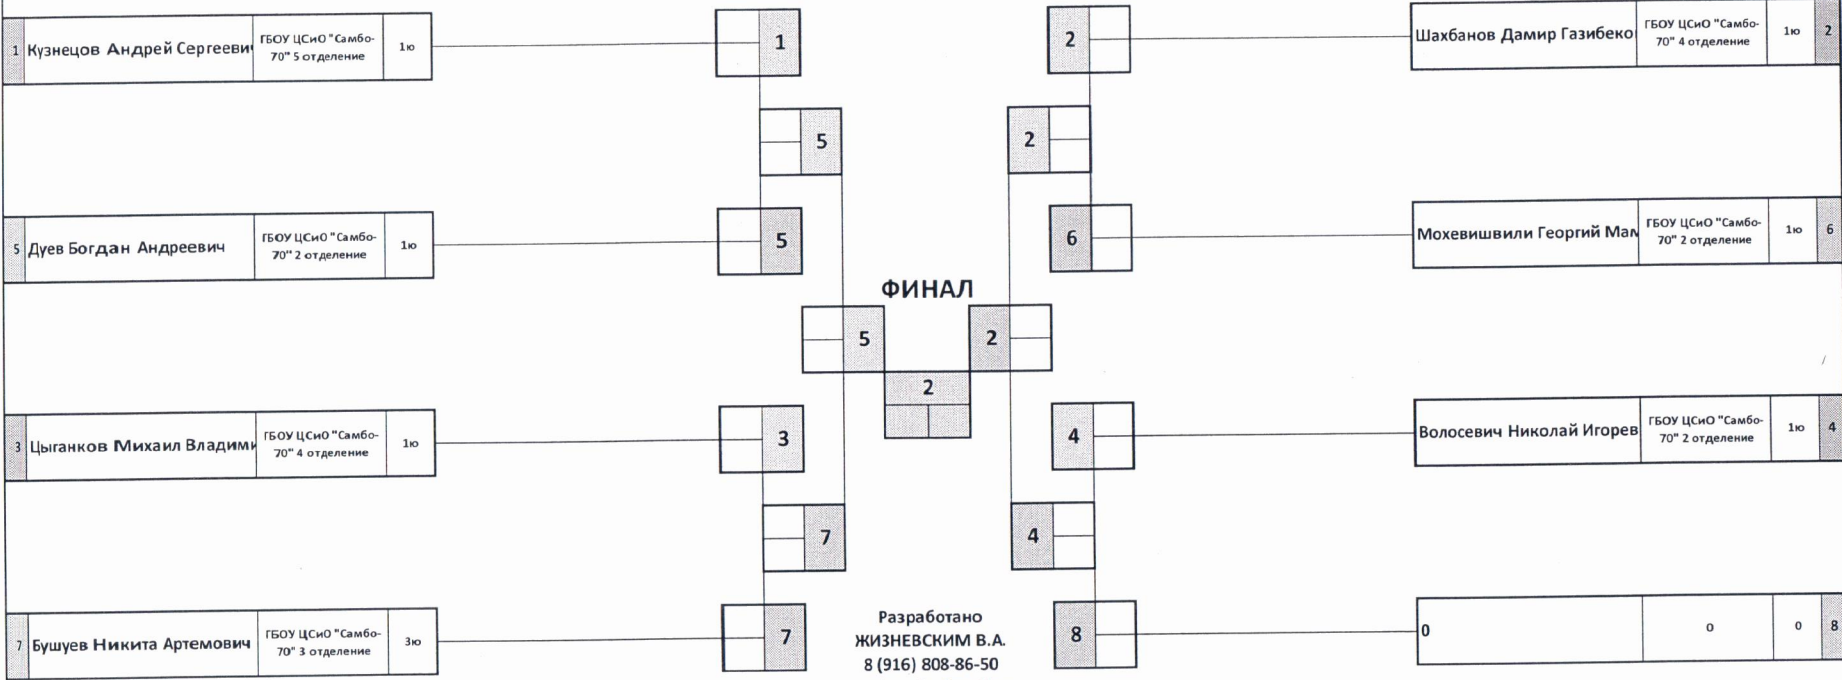 1 Кузнецов Андрей Сергееви ГБОУ ЦСиО "Самбо- 1ю
70" 5 отделение
1
2
Шахбанов Дамир Газибеко ГБОУ ЦСиО "Самбо- 1ю 2
70" 4 отделение
5
2
5 Дуев Богдан Андреевич ГБОУ ЦСиО "Самбо- 1ю
70" 2 отделение
5
6
Мохевишвили Георгий Мам ГБОУ ЦСиО "Самбо- 1ю 6
70" 2 отделение
ФИНАЛ
5
2
2
3 Цыганков Михаил Владими ГБОУ ЦСиО "Самбо- 1ю
70" 4 отделение
3
4
Волосевич Николай Игорев ГБОУ ЦСиО "Самбо- 1ю 4
70" 2 отделение
7
4
7 Бушуев Никита Артемович ГБОУ ЦСиО "Самбо- 3ю
70" 3 отделение
7
Разработано
ЖИЗНЕВСКИМ В.А.
8 (916) 808-86-50
8
0 0 0 8